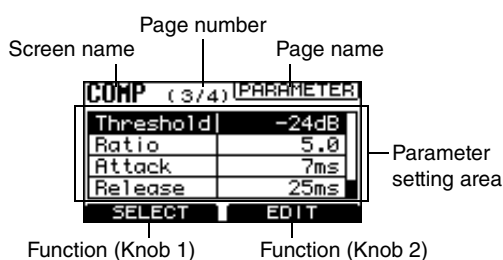 Page number
Screen name
Page name
COMP (3/4) PARAMETER
Threshold -24dB
Ratio 5.0
Attack 7ms
Release 25ms
Parameter
setting area
SELECT EDIT
Function (Knob 1) Function (Knob 2)